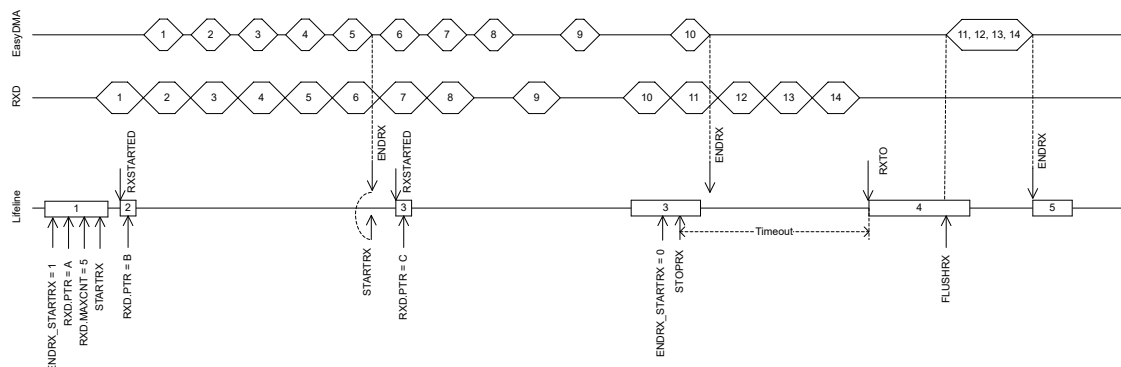 EasyDMA
1 2 3 4 5 6 7 8 9 10 11, 12, 13, 14
RXD
1 2 3 4 5 6 7 8 9 10 11 12 13 14
RXSTARTED
ENDRX
RXSTARTED
ENDRX
RXTO
ENDRX
Lifeline
1 2 3 3 4 5
Timeout
ENDRX_STARTRX = 1
RXD.PTR = A
RXD.MAXCNT = 5
STARTRX
RXD.PTR = B
STARTRX
RXD.PTR = C
ENDRX_STARTRX = 0
STOPRX
FLUSHRX